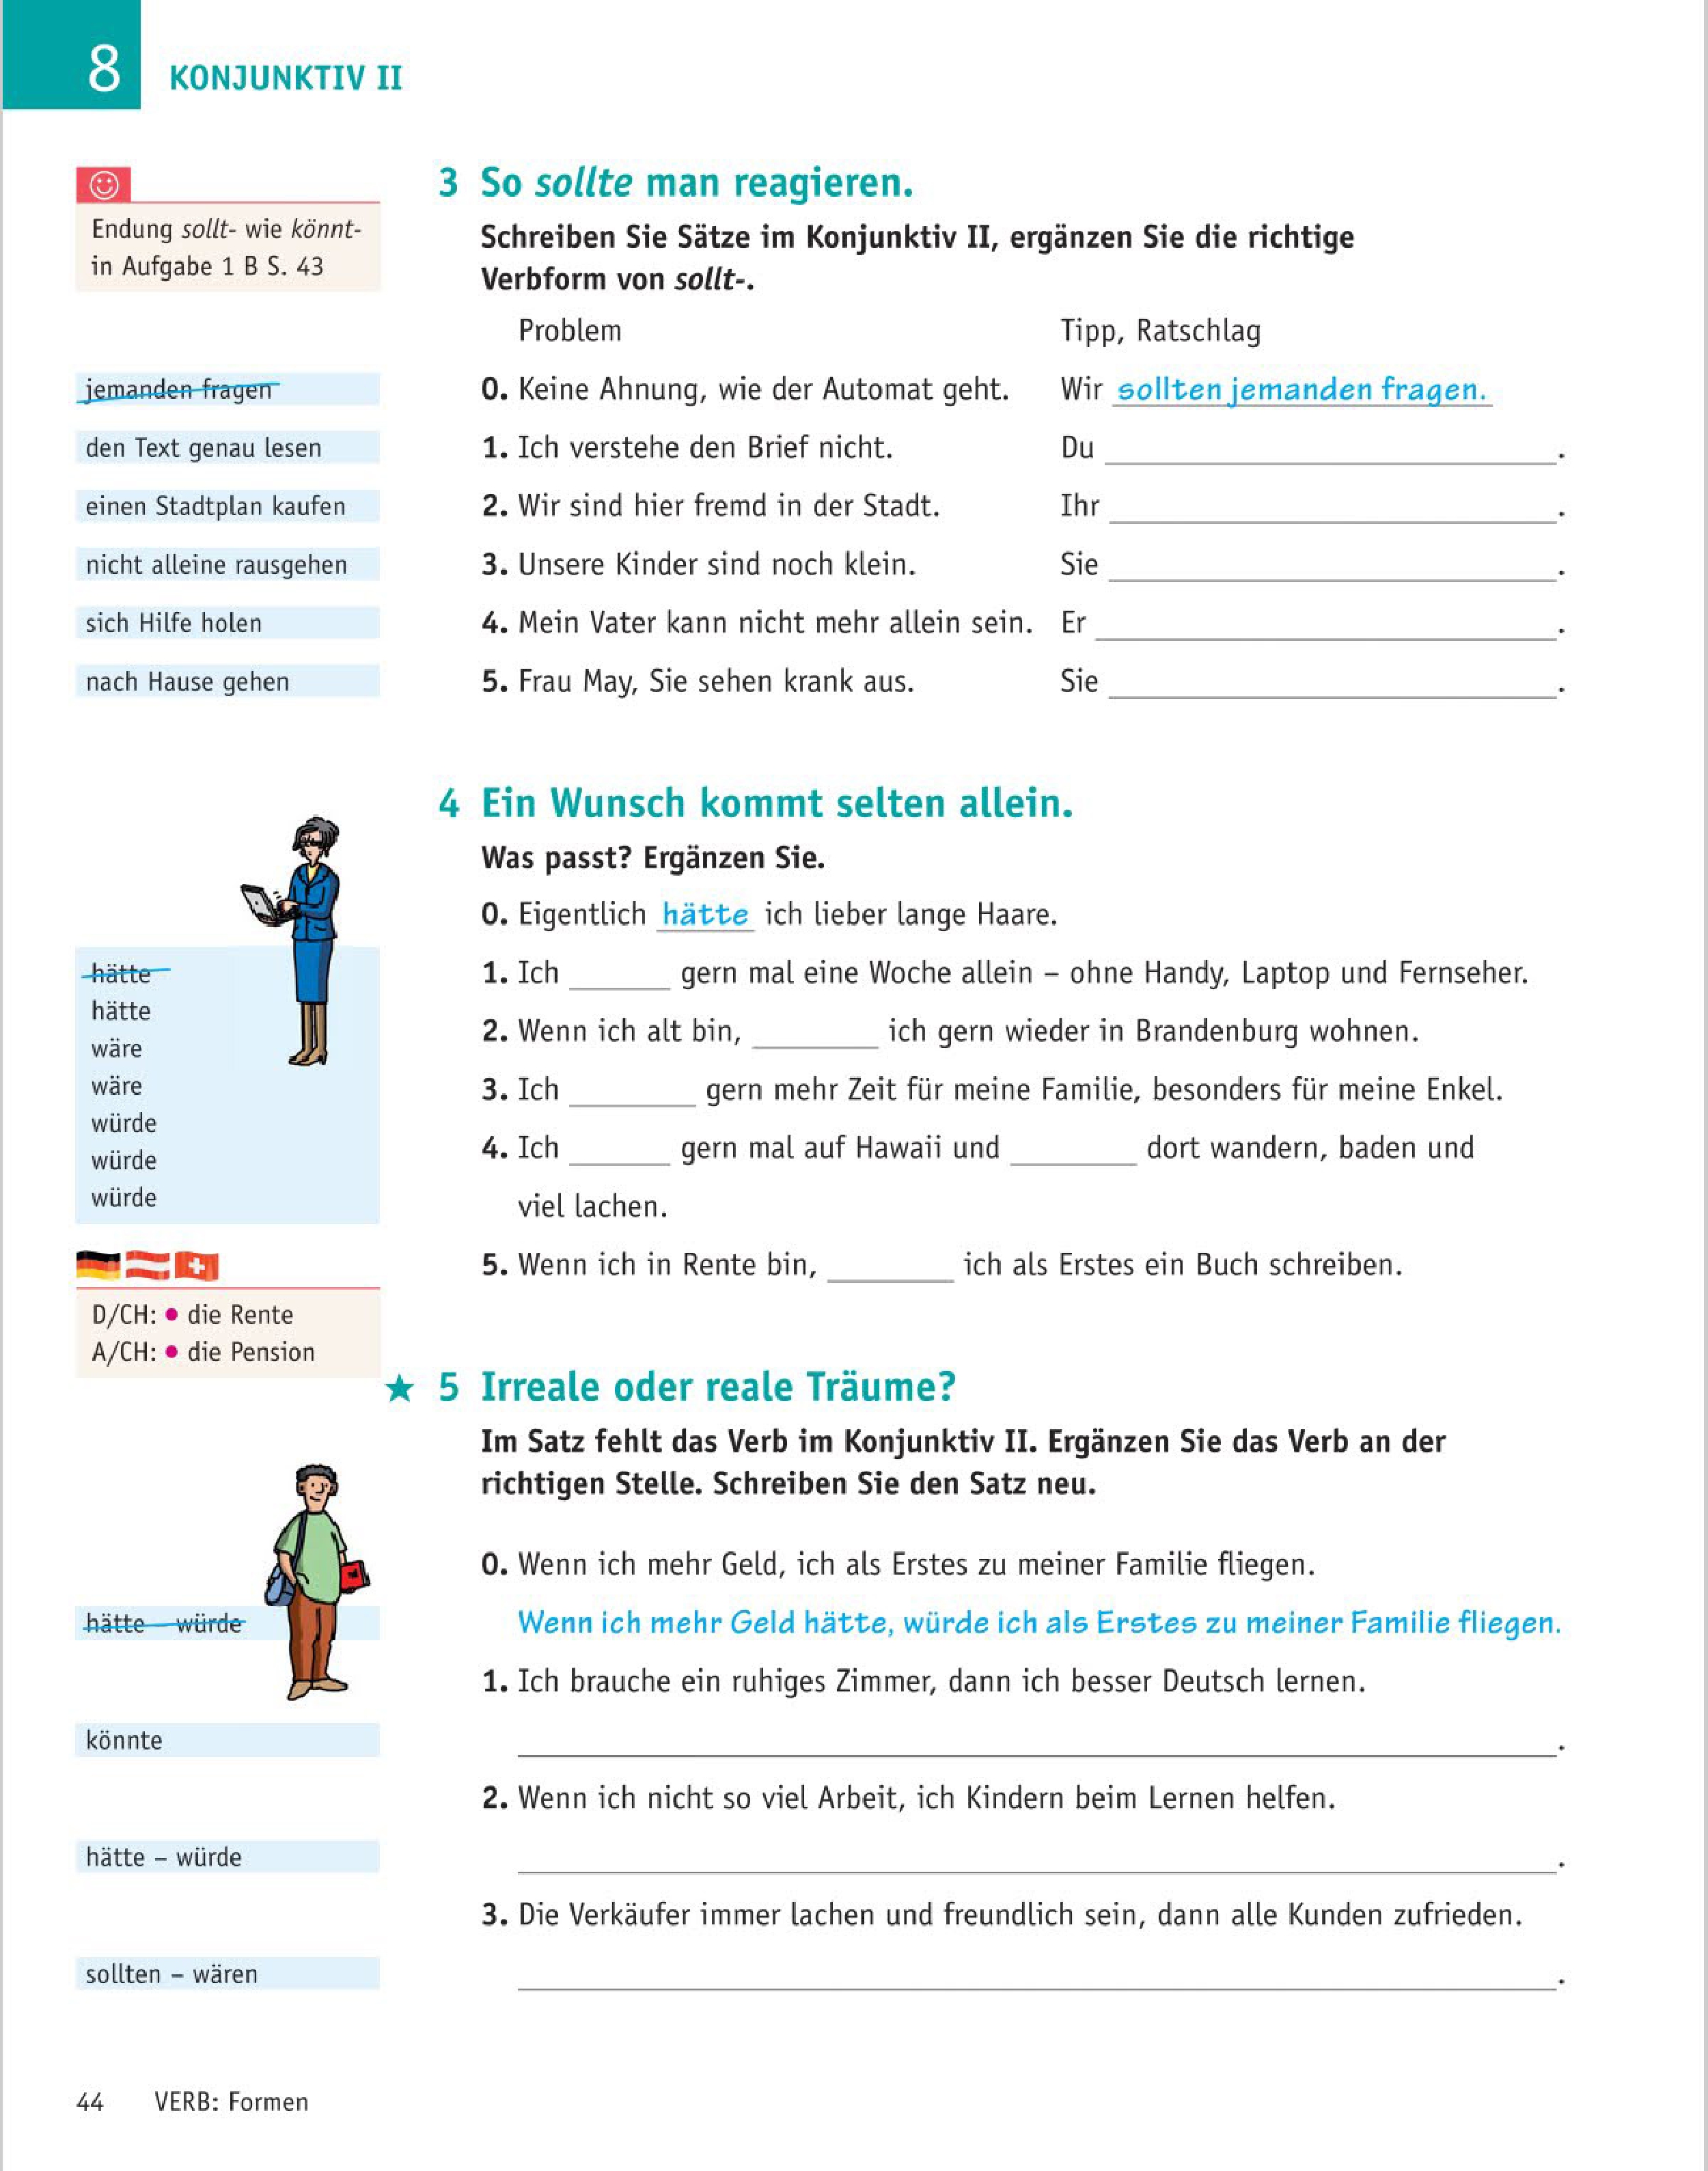 8
KONJUNKTIV II
Endung sollt- wie könnt-
in Aufgabe 1 B S. 43
3 So sollte man reagieren.
Schreiben Sie Sätze im Konjunktiv II, ergänzen Sie die richtige
Verbform von sollt-.
Problem Tipp, Ratschlag
jemanden fragen
0. Keine Ahnung, wie der Automat geht. Wir sollten jemanden fragen.
den Text genau lesen
1. Ich verstehe den Brief nicht. Du ____________.
einen Stadtplan kaufen
2. Wir sind hier fremd in der Stadt. Ihr ____________.
nicht alleine rausgehen
3. Unsere Kinder sind noch klein. Sie ____________.
sich Hilfe holen
4. Mein Vater kann nicht mehr allein sein. Er ____________.
nach Hause gehen
5. Frau May, Sie sehen krank aus. Sie ____________.
4 Ein Wunsch kommt selten allein.
Was passt? Ergänzen Sie.
hätte
hätte
wäre
wäre
würde
würde
würde
0. Eigentlich hätte ich lieber lange Haare.
1. Ich ______ gern mal eine Woche allein – ohne Handy, Laptop und Fernseher.
2. Wenn ich alt bin, ______ ich gern wieder in Brandenburg wohnen.
3. Ich ______ gern mehr Zeit für meine Familie, besonders für meine Enkel.
4. Ich ______ gern mal auf Hawaii und ______ dort wandern, baden und
viel lachen.
5. Wenn ich in Rente bin, ______ ich als Erstes ein Buch schreiben.
D/CH: • die Rente
A/CH: • die Pension
★ 5 Irreale oder reale Träume?
Im Satz fehlt das Verb im Konjunktiv II. Ergänzen Sie das Verb an der
richtigen Stelle. Schreiben Sie den Satz neu.
0. Wenn ich mehr Geld, ich als Erstes zu meiner Familie fliegen.
hätte – würde
Wenn ich mehr Geld hätte, würde ich als Erstes zu meiner Familie fliegen.
1. Ich brauche ein ruhiges Zimmer, dann ich besser Deutsch lernen.
könnte
____________.
2. Wenn ich nicht so viel Arbeit, ich Kindern beim Lernen helfen.
hätte – würde
____________.
3. Die Verkäufer immer lachen und freundlich sein, dann alle Kunden zufrieden.
sollten – wären
____________.
44 VERB: Formen